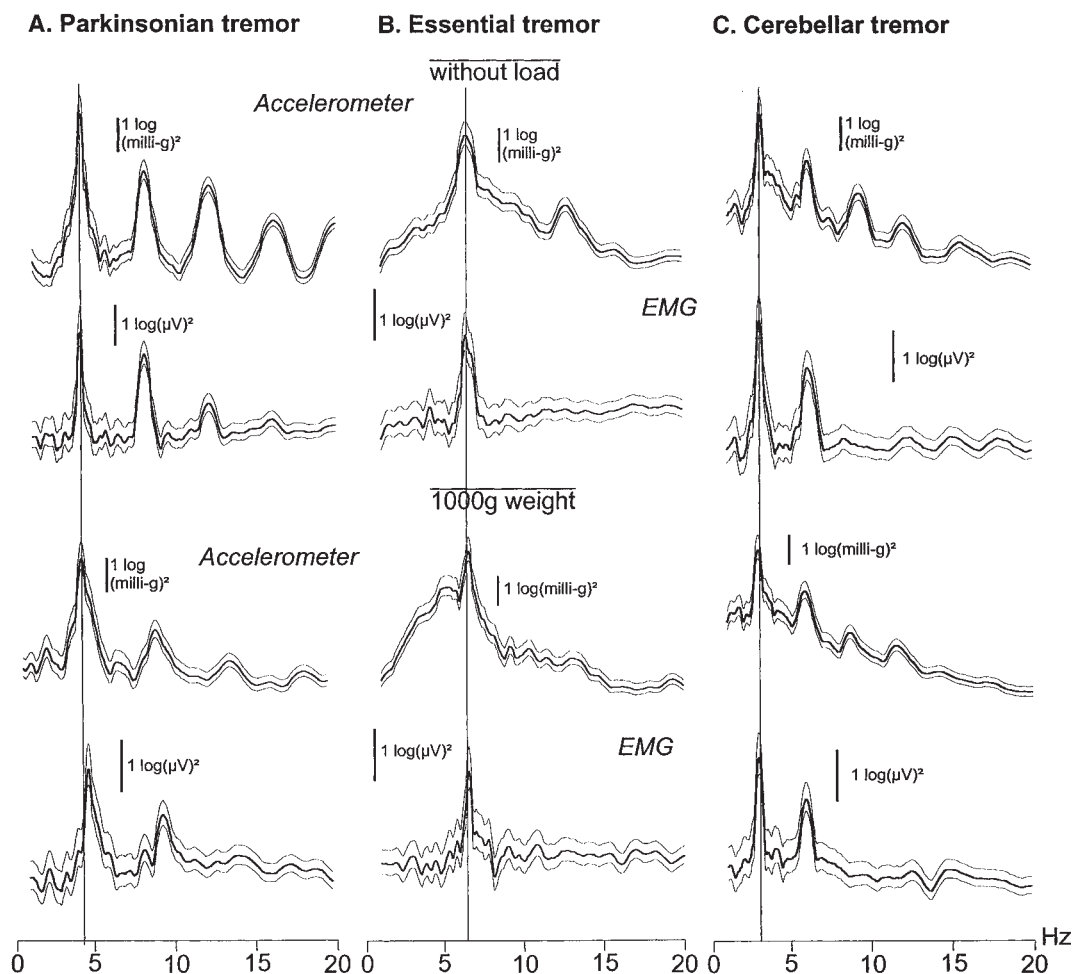 A. Parkinsonian tremor
B. Essential tremor
C. Cerebellar tremor
without load
Accelerometer
1 log
(milli-g)²
1 log
(milli-g)²
1 log
(milli-g)²
EMG
1 log(µV)²
1 log(µV)²
1 log(µV)²
1000g weight
Accelerometer
1 log
(milli-g)²
1 log(milli-g)²
1 log(milli-g)²
EMG
1 log(µV)²
1 log(µV)²
1 log(µV)²
0 5 10 15 20
0 5 10 15 20
0 5 10 15 20
Hz